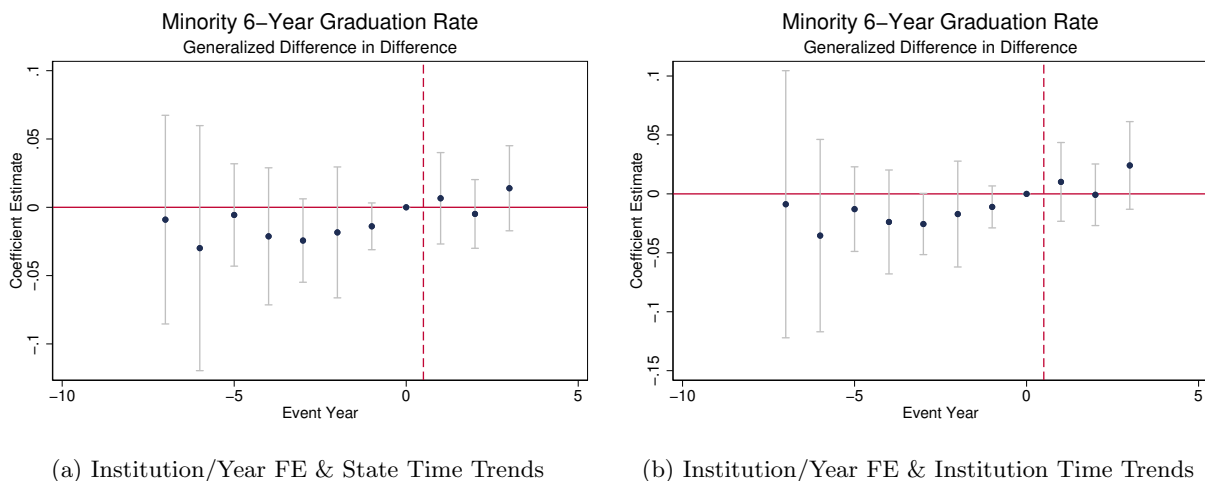 Minority 6−Year Graduation Rate
Generalized Difference in Difference
Coefficient Estimate
.1
.05
0
−.05
−.1
−10
−5
0
5
Event Year
(a) Institution/Year FE & State Time Trends
Minority 6−Year Graduation Rate
Generalized Difference in Difference
Coefficient Estimate
.1
.05
0
−.05
−.1
−.15
−10
−5
0
5
Event Year
(b) Institution/Year FE & Institution Time Trends